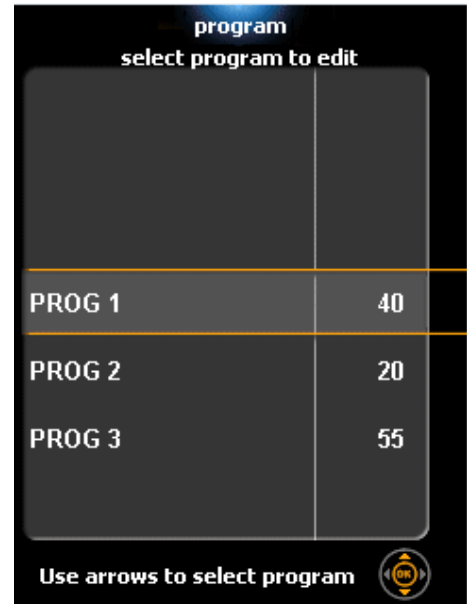 program
select program to edit
PROG 1 40
PROG 2 20
PROG 3 55
Use arrows to select program OK